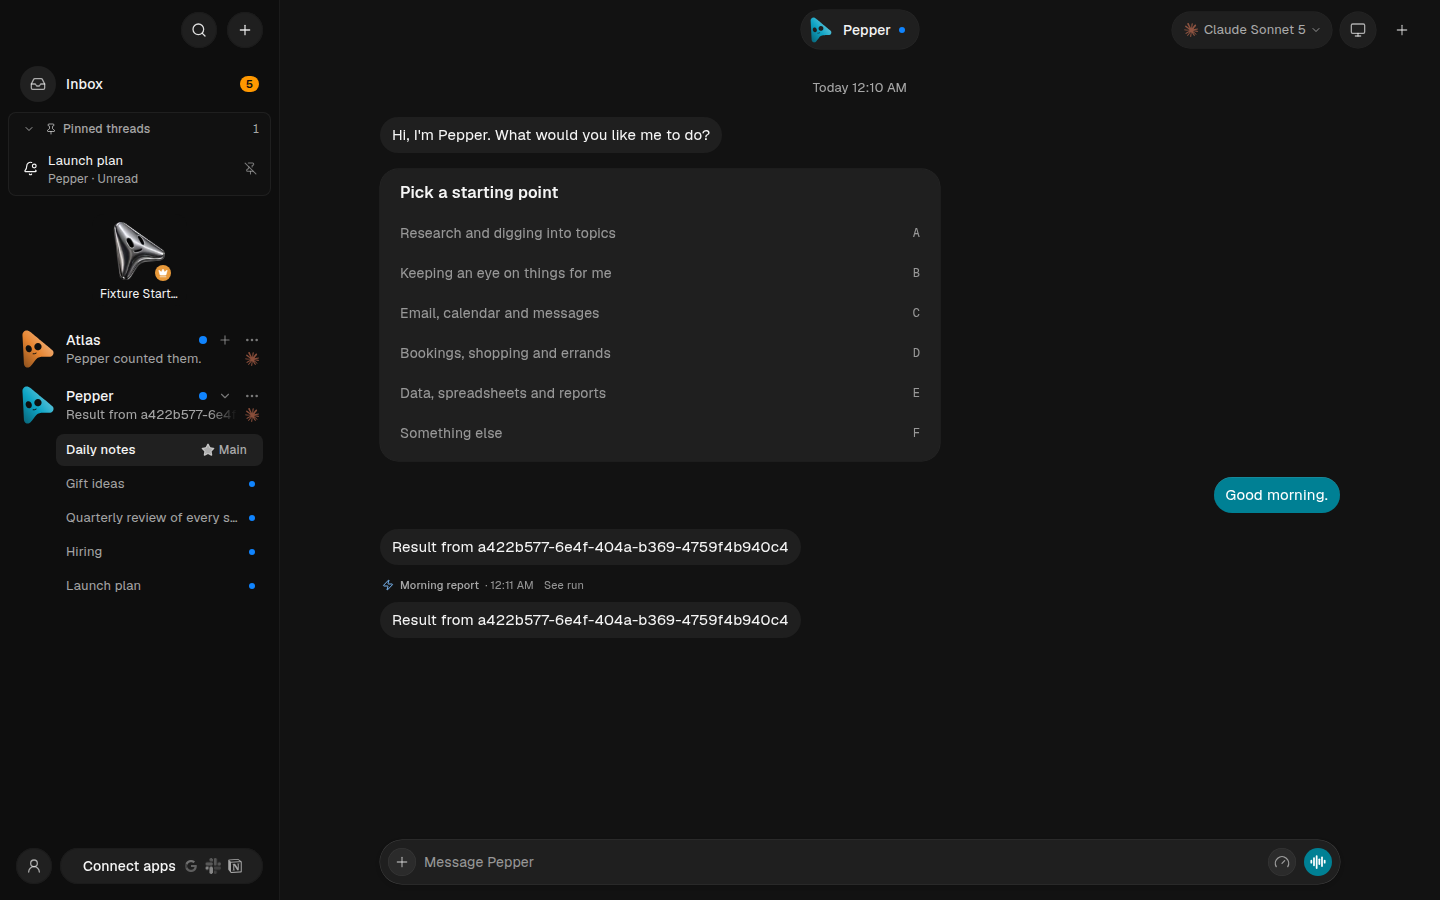 Inbox
5
Pinned threads
1
Launch plan
Pepper · Unread
Fixture Start...
Atlas
Pepper counted them.
Pepper
Result from a422b577-6e4f
Daily notes
Main
Gift ideas
Quarterly review of every s...
Hiring
Launch plan
Connect apps
Pepper
Claude Sonnet 5
Today 12:10 AM
Hi, I'm Pepper. What would you like me to do?
Pick a starting point
Research and digging into topics A
Keeping an eye on things for me B
Email, calendar and messages C
Bookings, shopping and errands D
Data, spreadsheets and reports E
Something else F
Good morning.
Result from a422b577-6e4f-404a-b369-4759f4b940c4
Morning report · 12:11 AM See run
Result from a422b577-6e4f-404a-b369-4759f4b940c4
Message Pepper